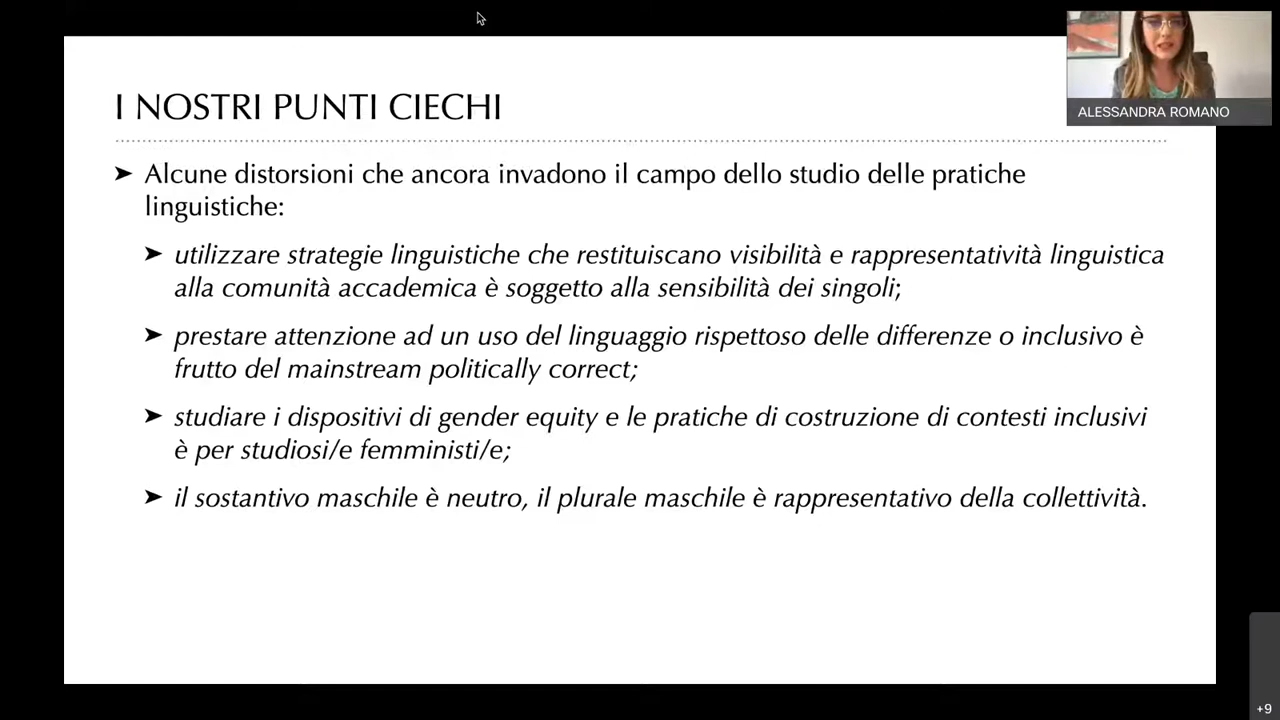 I NOSTRI PUNTI CIECHI
ALESSANDRA ROMANO
➤ Alcune distorsioni che ancora invadono il campo dello studio delle pratiche
linguistiche:
➤ utilizzare strategie linguistiche che restituiscano visibilità e rappresentatività linguistica
alla comunità accademica è soggetto alla sensibilità dei singoli;
➤ prestare attenzione ad un uso del linguaggio rispettoso delle differenze o inclusivo è
frutto del mainstream politically correct;
➤ studiare i dispositivi di gender equity e le pratiche di costruzione di contesti inclusivi
è per studiosi/e femministi/e;
➤ il sostantivo maschile è neutro, il plurale maschile è rappresentativo della collettività.
+9